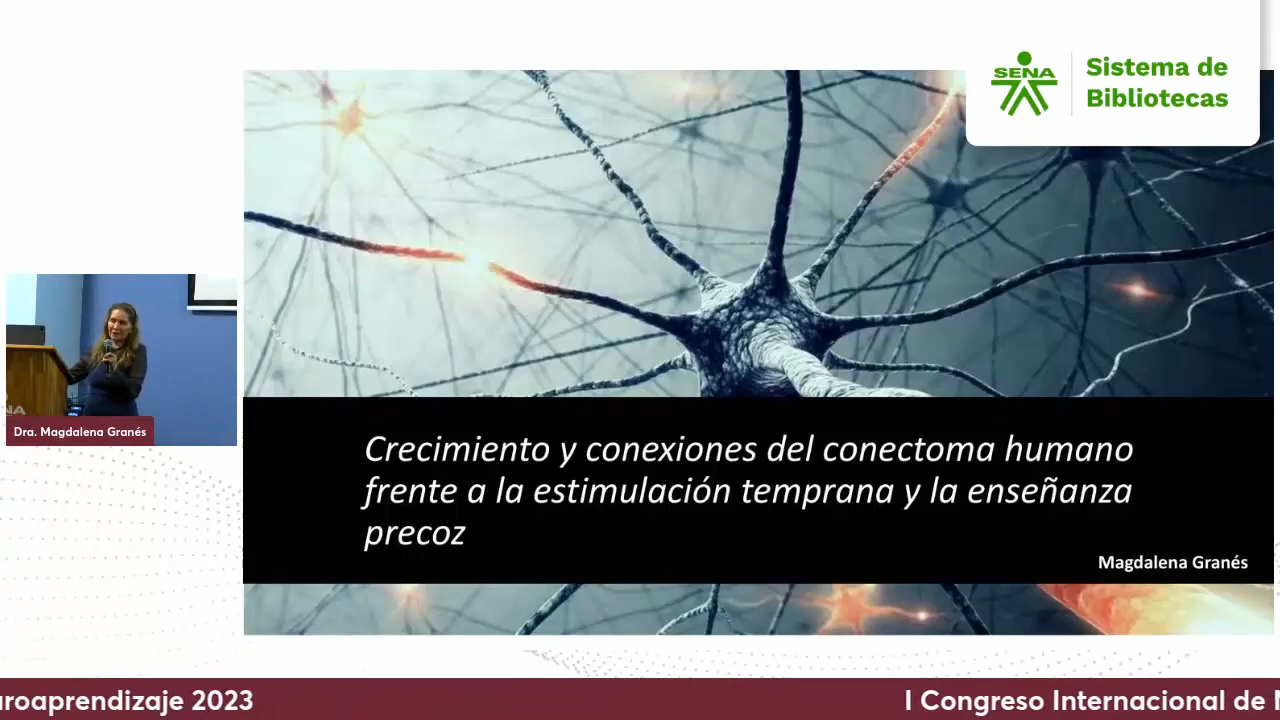 SENA
Sistema de
Bibliotecas
NA
Dra. Magdalena Granés
Crecimiento y conexiones del conectoma humano
frente a la estimulación temprana y la enseñanza
precoz
Magdalena Granés
uroaprendizaje 2023
I Congreso Internacional de N